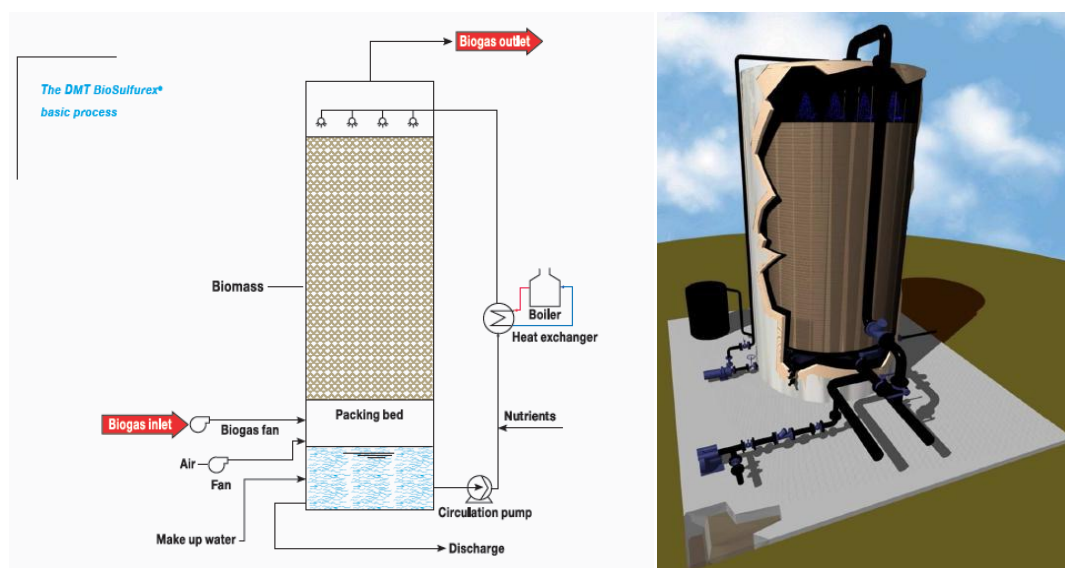 Biogas outlet
The DMT BioSulfurex®
basic process
Biomass
Boiler
Heat exchanger
Biogas inlet
Biogas fan
Packing bed
Nutrients
Air
Fan
Circulation pump
Make up water
Discharge